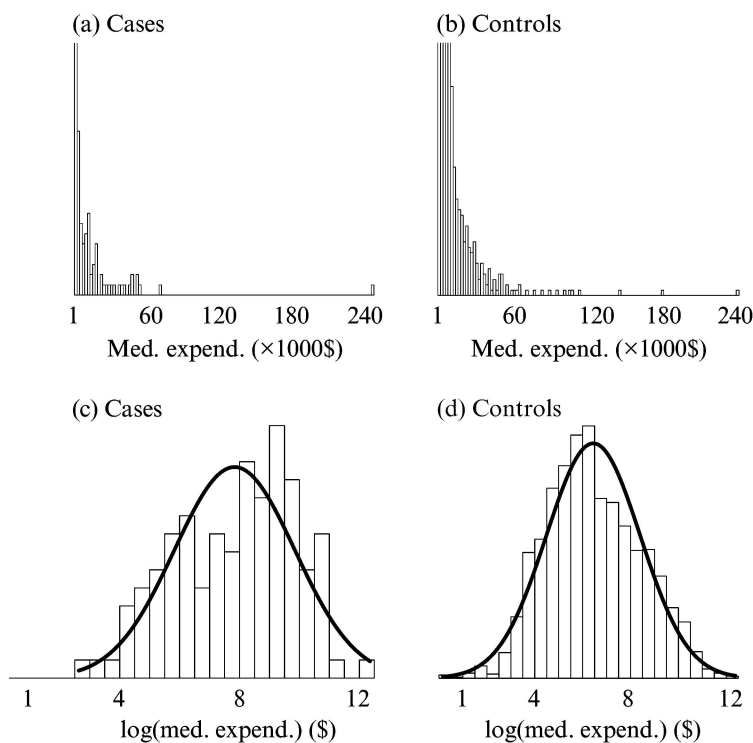 (a) Cases
(b) Controls
1 60 120 180 240
1 60 120 180 240
Med. expend. (×1000$)
Med. expend. (×1000$)
(c) Cases
(d) Controls
1 4 8 12
1 4 8 12
log(med. expend.) ($)
log(med. expend.) ($)